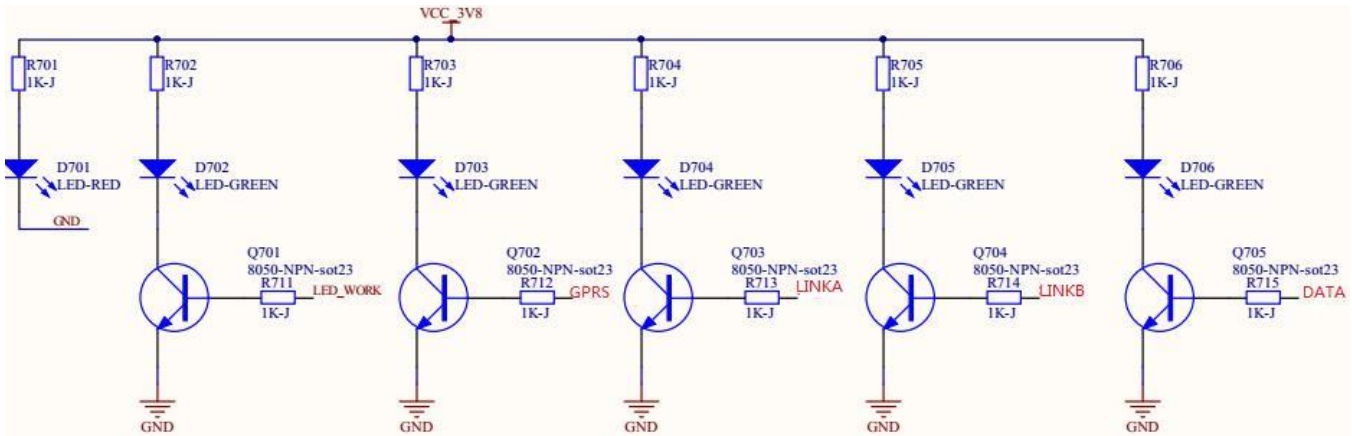 VCC_3V8
R701
1K-J
R702
1K-J
R703
1K-J
R704
1K-J
R705
1K-J
R706
1K-J
D701
LED-RED
D702
LED-GREEN
D703
LED-GREEN
D704
LED-GREEN
D705
LED-GREEN
D706
LED-GREEN
GND
Q701
8050-NPN-sot23
R711
LED_WORK
1K-J
Q702
8050-NPN-sot23
R712
GPRS
1K-J
Q703
8050-NPN-sot23
R713
LINKA
1K-J
Q704
8050-NPN-sot23
R714
LINKB
1K-J
Q705
8050-NPN-sot23
R715
DATA
1K-J
GND
GND
GND
GND
GND